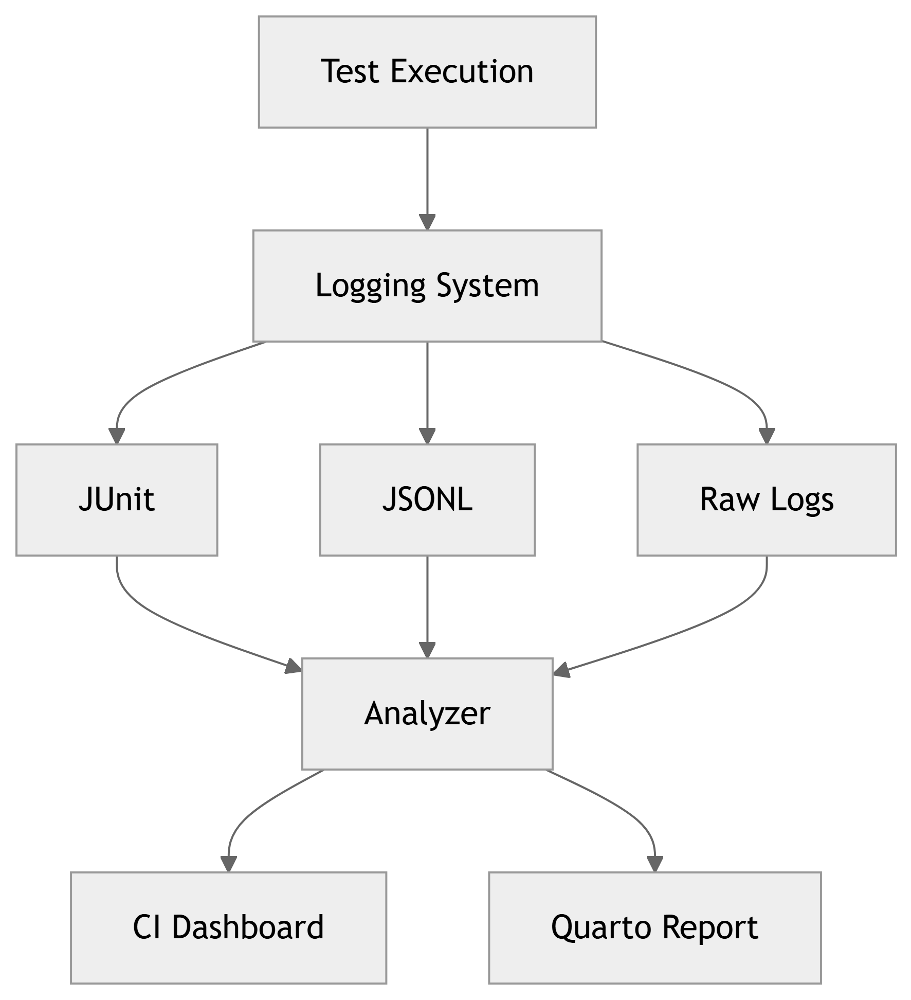 Test Execution
Logging System
JUnit
JSONL
Raw Logs
Analyzer
CI Dashboard
Quarto Report